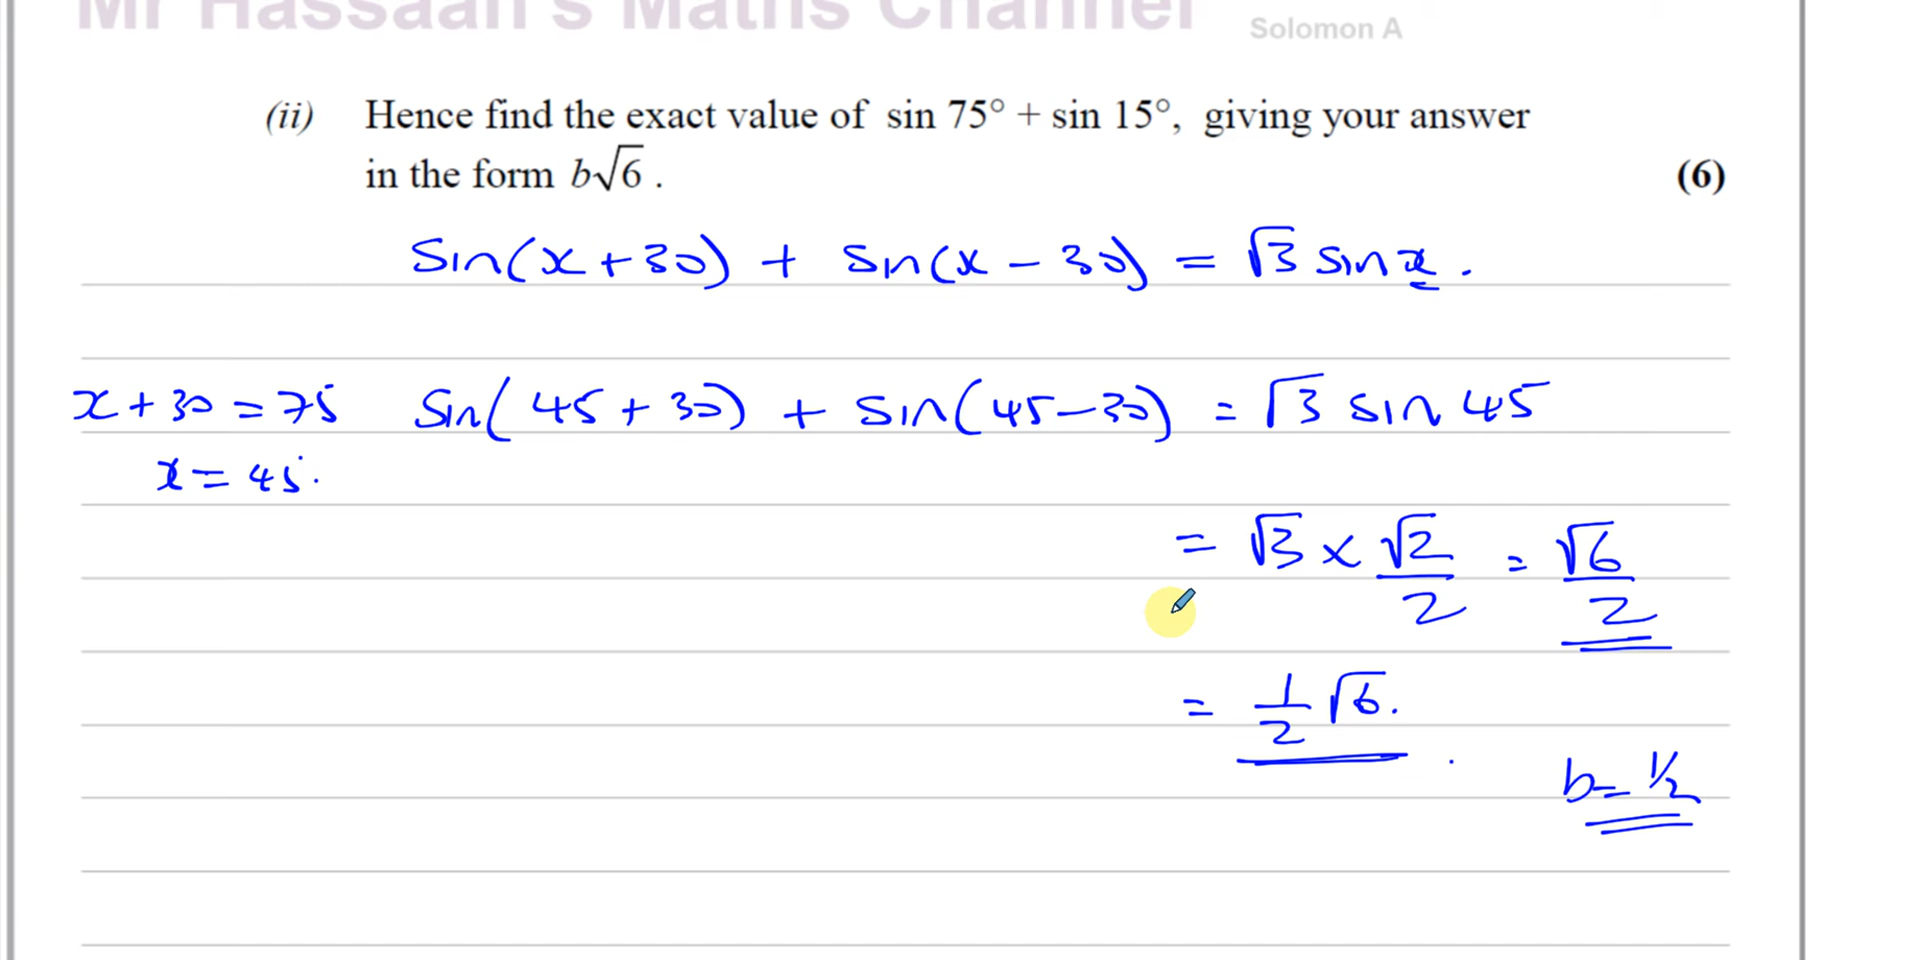 Mr Hassaan's Maths Channel
Solomon A
(ii) Hence find the exact value of sin 75° + sin 15°, giving your answer
in the form b√6 .
(6)
Sin(x+30) + sin(x - 30) = √3 sinx .
x+30 = 75 Sin(45+30) + sin(45-30) = √3 sin 45
x = 45.
= √3 × √2/2 = √6/2
= 1/2 √6.
b= 1/2